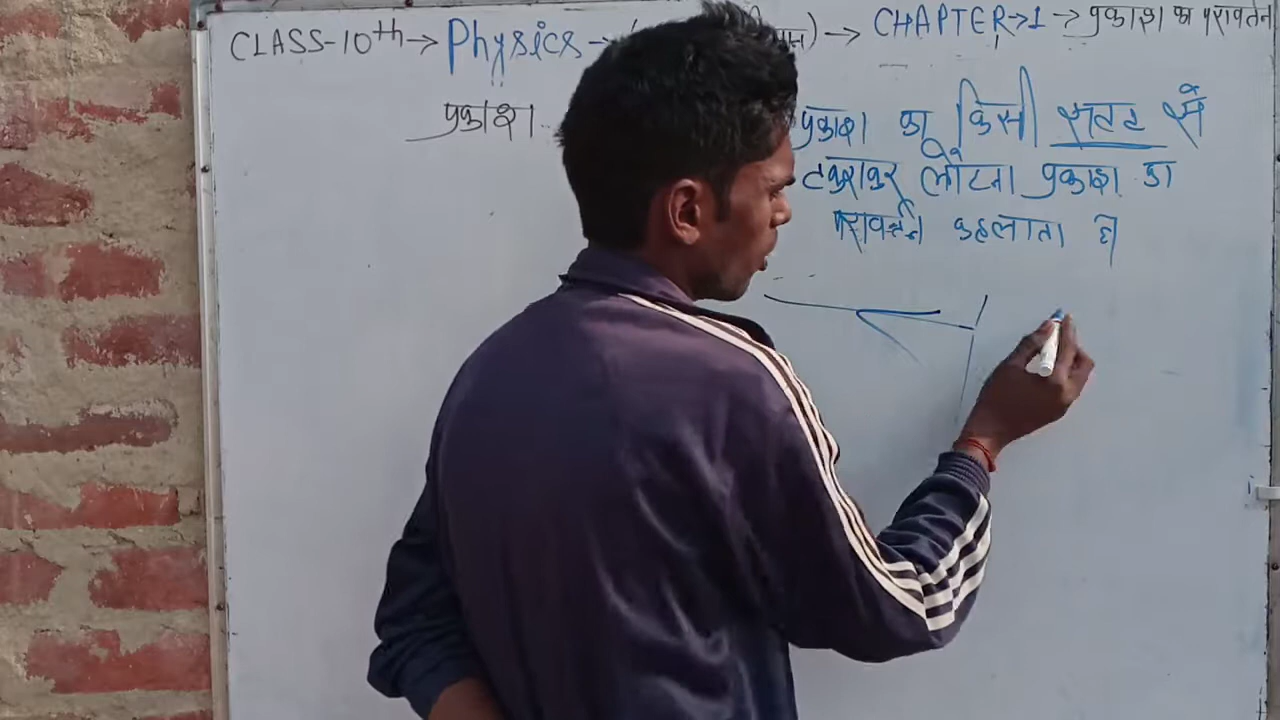 CLASS-10th→ Physics → ) → CHAPTER→1 → प्रकाश का परावर्तन
प्रकाश
प्रकाश का किसी सतह से
टकराकर लौटना प्रकाश का
परावर्तन कहलाता है